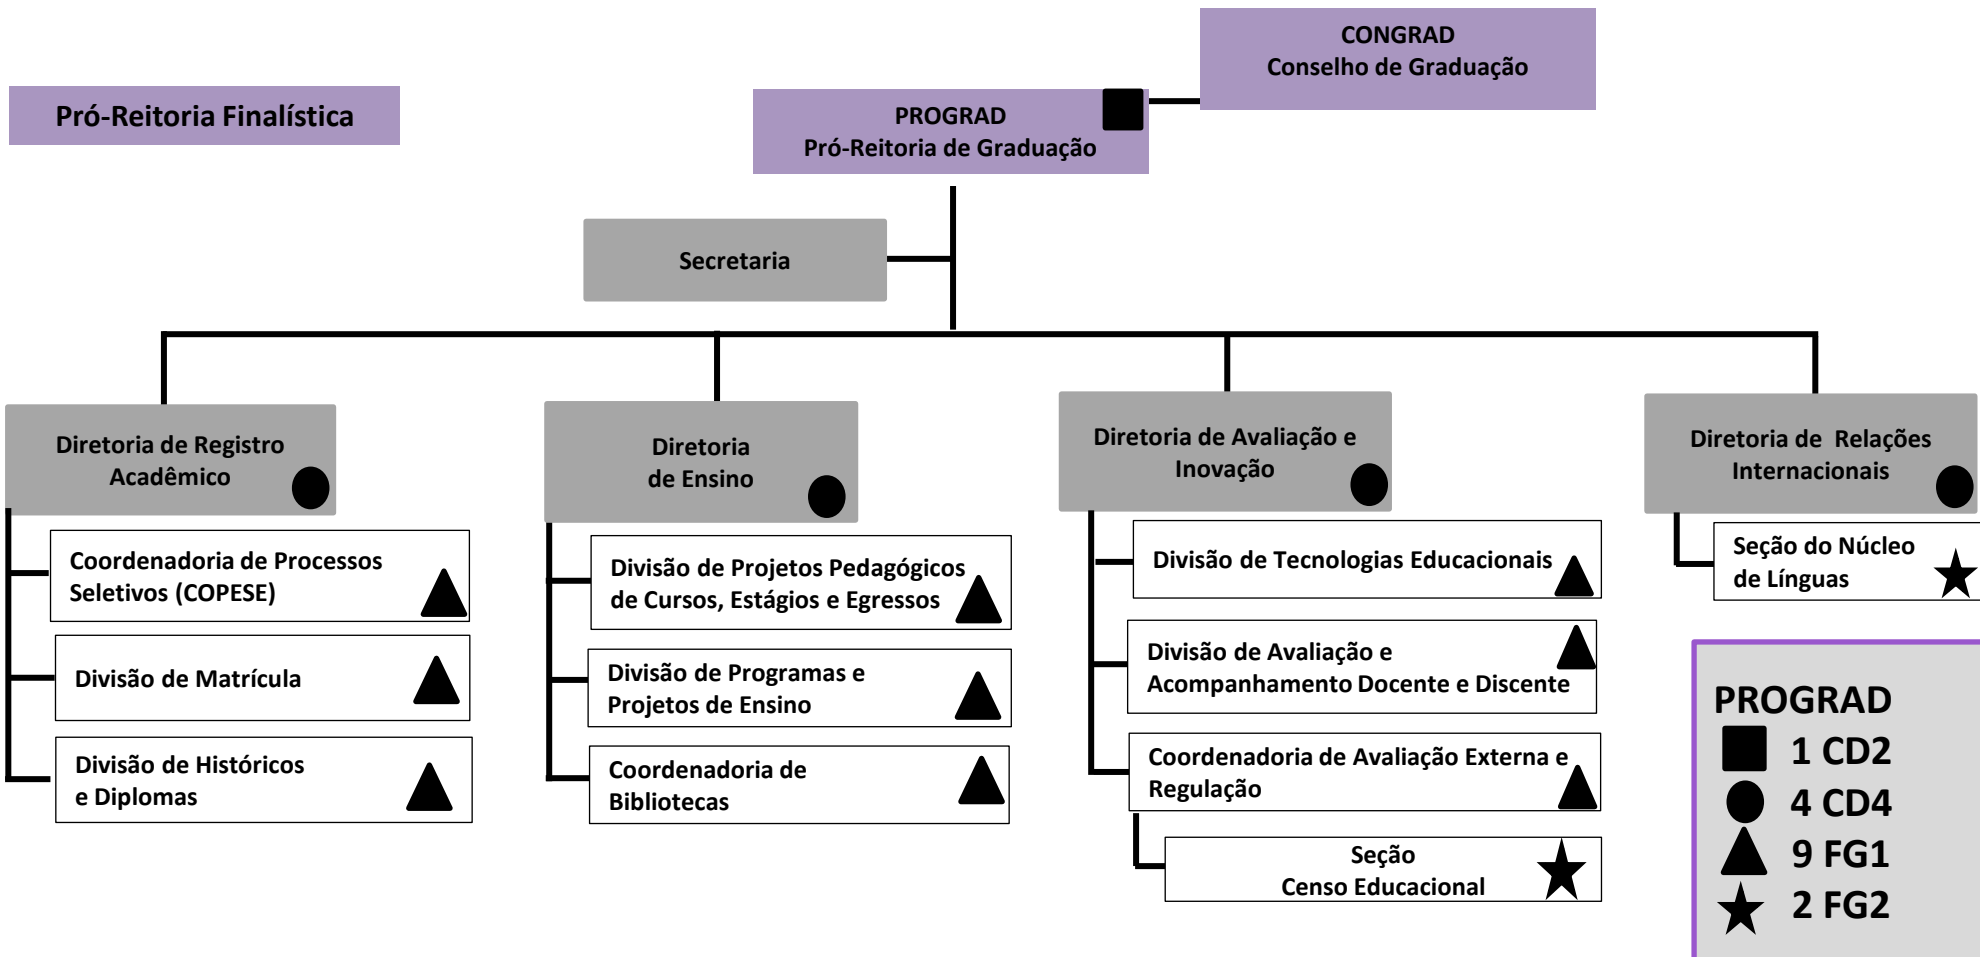 CONGRAD
Conselho de Graduação
Pró-Reitoria Finalística
PROGRAD
Pró-Reitoria de Graduação
Secretaria
Diretoria de Registro
Acadêmico
Diretoria
de Ensino
Diretoria de Avaliação e
Inovação
Diretoria de Relações
Internacionais
Coordenadoria de Processos
Seletivos (COPESE)
Divisão de Matrícula
Divisão de Históricos
e Diplomas
Divisão de Projetos Pedagógicos
de Cursos, Estágios e Egressos
Divisão de Programas e
Projetos de Ensino
Coordenadoria de
Bibliotecas
Divisão de Tecnologias Educacionais
Divisão de Avaliação e
Acompanhamento Docente e Discente
Coordenadoria de Avaliação Externa e
Regulação
Seção
Censo Educacional
Seção do Núcleo
de Línguas
PROGRAD
1 CD2
4 CD4
9 FG1
2 FG2